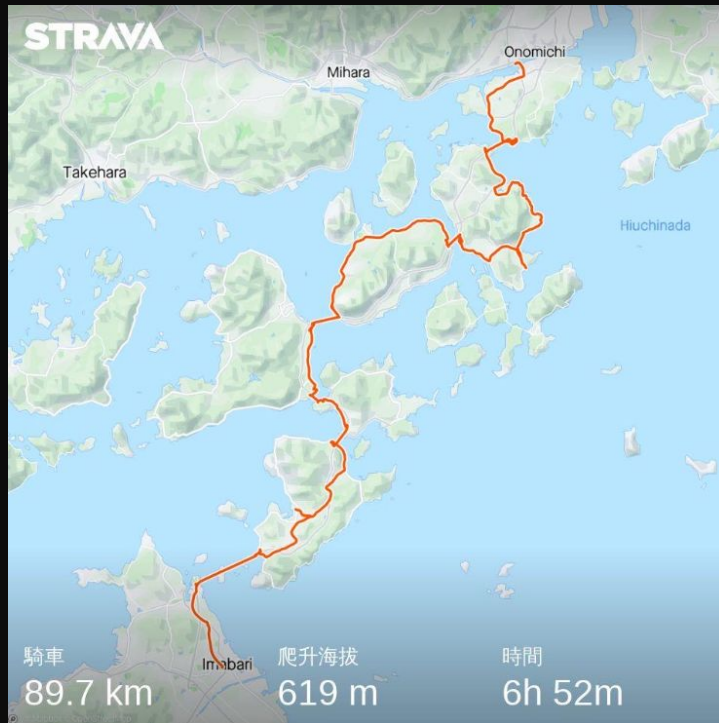 STRAVA
Onomichi
Mihara
Takehara
Hiuchinada
Imabari
騎車
爬升海拔
時間
89.7 km
619 m
6h 52m